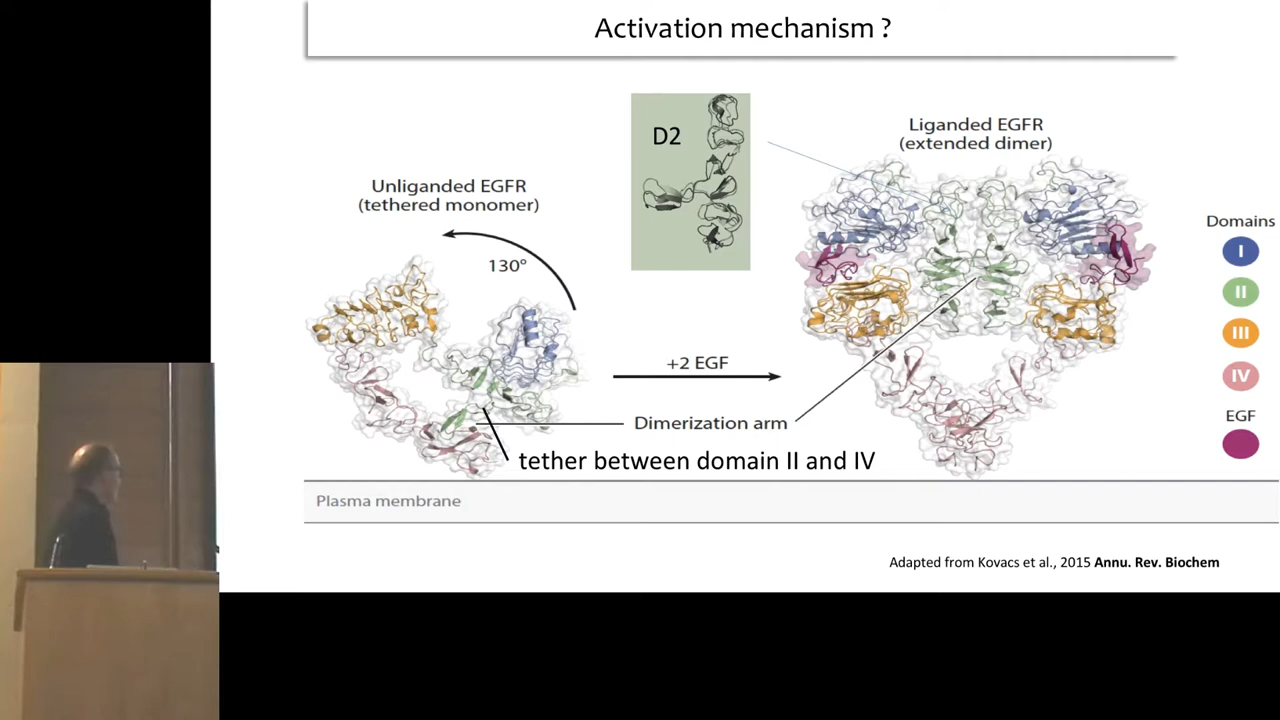 Activation mechanism ?
D2
Liganded EGFR
(extended dimer)
Unliganded EGFR
(tethered monomer)
130°
Domains
I
II
III
IV
EGF
+2 EGF
Dimerization arm
tether between domain II and IV
Plasma membrane
Adapted from Kovacs et al., 2015 Annu. Rev. Biochem